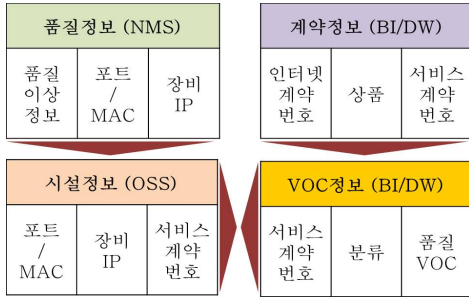 품질정보 (NMS)
품질
이상
정보
포트
/
MAC
장비
IP
계약정보 (BI/DW)
인터넷
계약
번호
상품
서비스
계약
번호
시설정보 (OSS)
포트
/
MAC
장비
IP
서비스
계약
번호
VOC정보 (BI/DW)
서비스
계약
번호
분류
품질
VOC